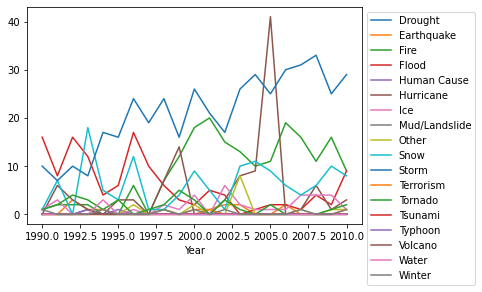 40
30
20
10
0
1990.0 1992.5 1995.0 1997.5 2000.0 2002.5 2005.0 2007.5 2010.0
Year
Drought
Earthquake
Fire
Flood
Human Cause
Hurricane
Ice
Mud/Landslide
Other
Snow
Storm
Terrorism
Tornado
Tsunami
Typhoon
Volcano
Water
Winter